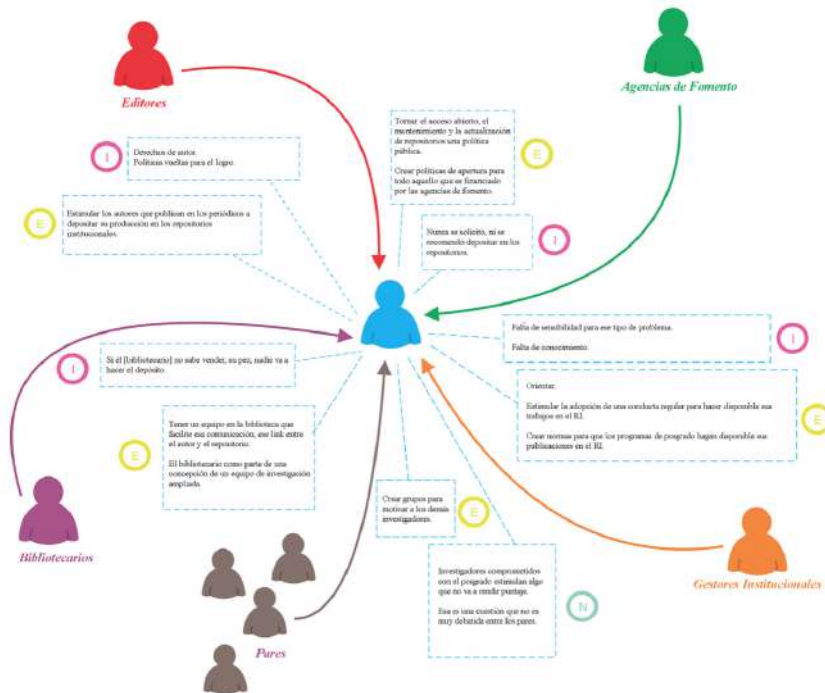 Editores
Agencias de Fomento
I
Derechos de autor.
Políticas vueltas para el logro.
E
Estimular los autores que publican en los periódicos a
depositar su producción en los repositorios
institucionales.
Tornar el acceso abierto, el
mantenimiento y la actualización
de repositorios una política
pública.
Crear políticas de apertura para
todo aquello que es financiado
por las agencias de fomento.
E
Nunca se solicitó, ni se
recomendó depositar en los
repositorios.
I
Falta de sensibilidad para ese tipo de problema.
Falta de conocimiento.
I
Orientar.
Estimular la adopción de una conducta regular para hacer disponible sus
trabajos en el RI.
Crear normas para que los programas de posgrado hagan disponible sus
publicaciones en el RI.
E
I
Si él [bibliotecario] no sabe vender, su pez, nadie va a
hacer el depósito.
E
Tener un equipo en la biblioteca que
facilite esa comunicación, ese link entre
el autor y el repositorio.
El bibliotecario como parte de una
concepción de un equipo de investigación
ampliada.
Crear grupos para
motivar a los demás
investigadores.
E
Investigadores comprometidos
con el posgrado estimulan algo
que no va a rendir puntaje.
Esa es una cuestión que no es
muy debatida entre los pares.
N
Bibliotecarios
Pares
Gestores Institucionales